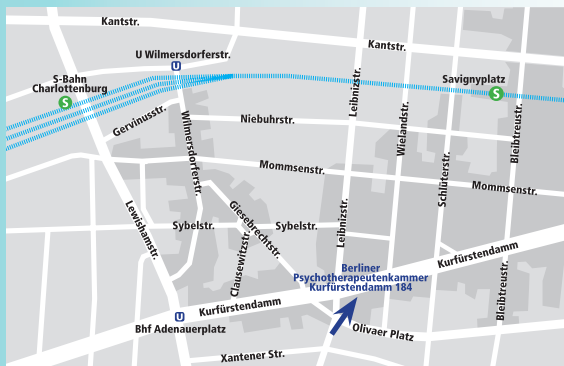 Kantstr.
Kantstr.
U Wilmersdorferstr.
U
S-Bahn
Charlottenburg
S
Savignyplatz
S
Gervinusstr.
Wilmersdorferstr.
Niebuhrstr.
Leibnizstr.
Wielandstr.
Schlüterstr.
Bleibtreustr.
Mommsenstr.
Mommsenstr.
Lewishamstr.
Sybelstr.
Giesebrechtstr.
Sybelstr.
Leibnizstr.
Clausewitzstr.
Kurfürstendamm
Berliner
Psychotherapeutenkammer
Kurfürstendamm 184
Bleibtreustr.
Kurfürstendamm
U
Bhf Adenauerplatz
Olivaer Platz
Xantener Str.